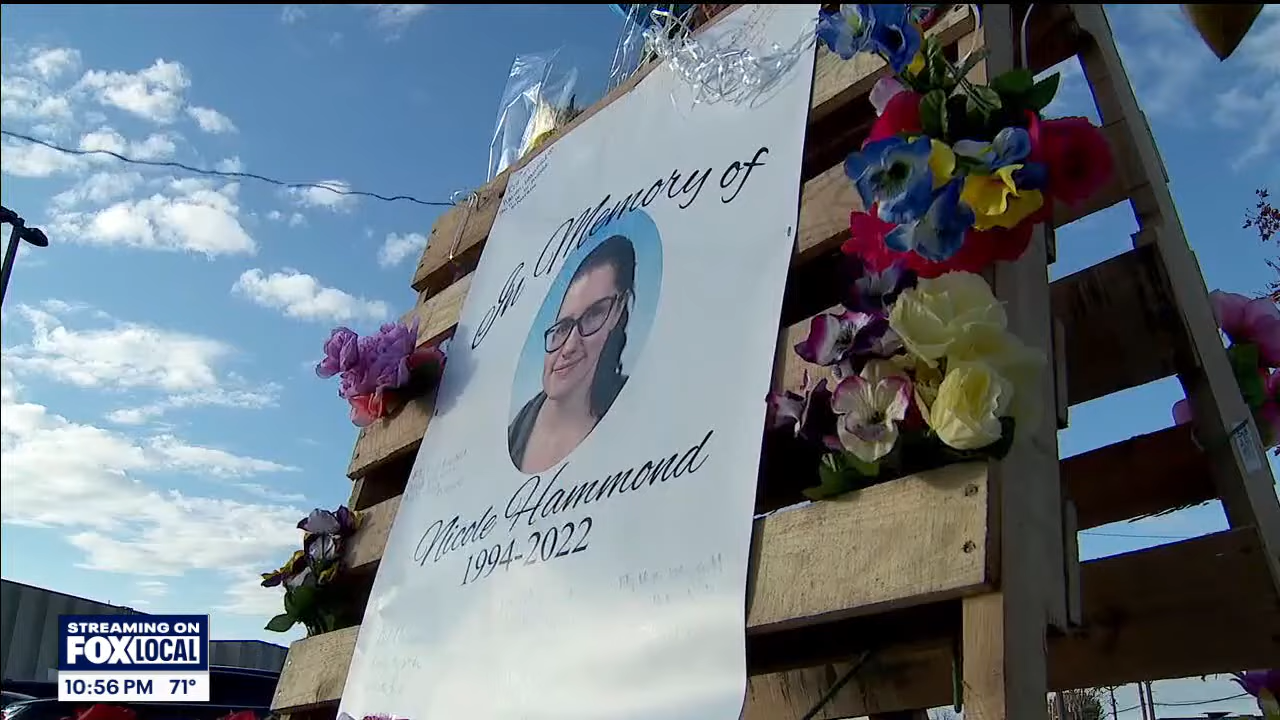 In Memory of
Nicole Hammond
1994-2022
STREAMING ON
FOX LOCAL
10:56 PM 71°